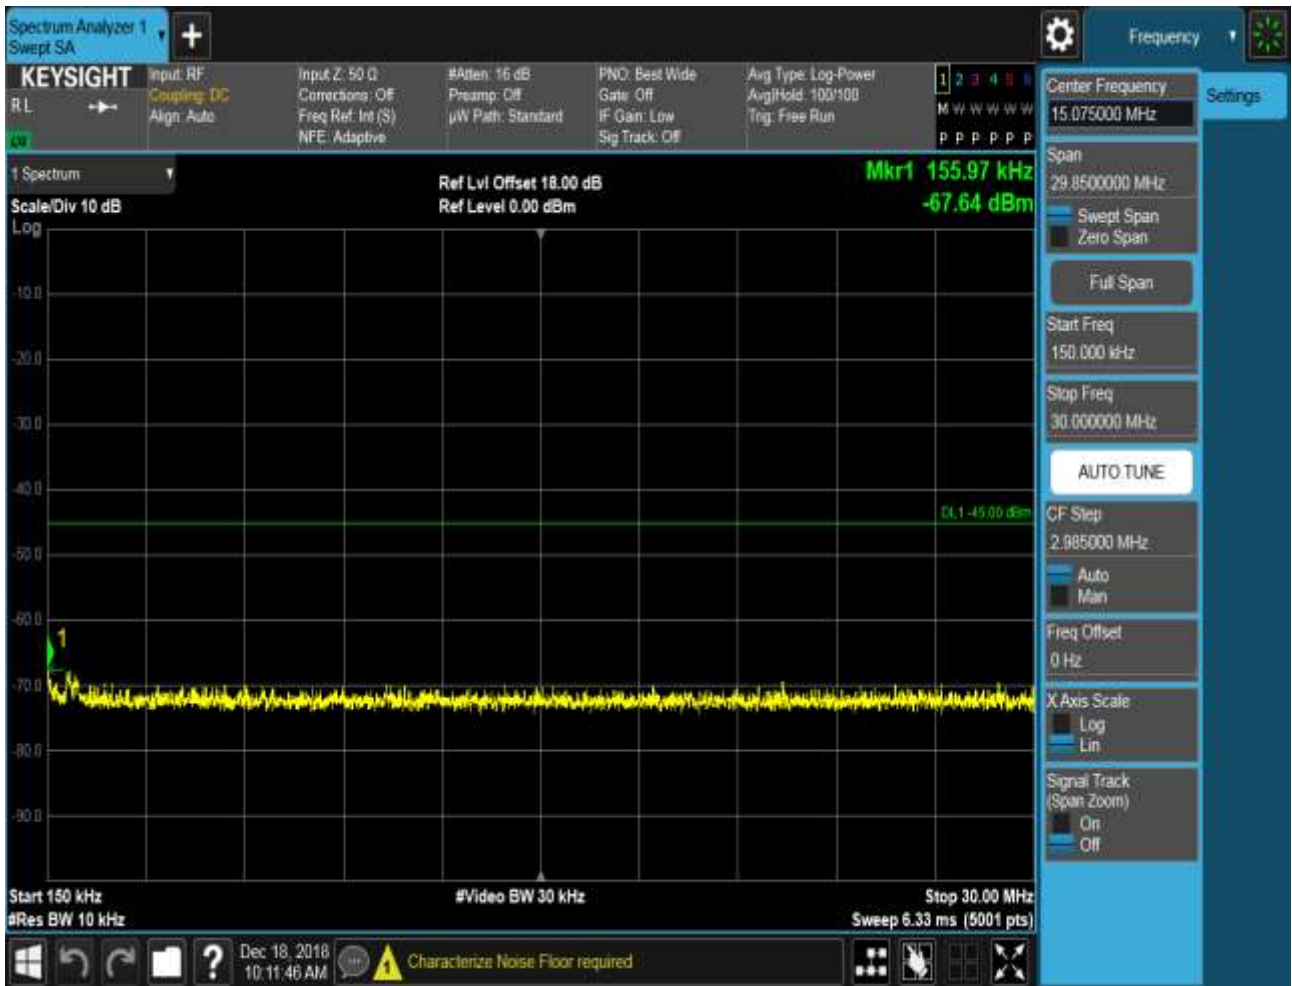 Spectrum Analyzer 1
Swept SA
Frequency
KEYSIGHT
R L
Input: RF
Coupling: DC
Align: Auto
Input Z: 50 Ω
Corrections: Off
Freq Ref: Int (S)
NFE: Adaptive
#Atten: 16 dB
Preamp: Off
µW Path: Standard
PNO: Best Wide
Gate: Off
IF Gain: Low
Sig Track: Off
Avg Type: Log-Power
Avg|Hold: 100/100
Trig: Free Run
1 2 3 4 5 6
M W W W W W
P P P P P P
1 Spectrum
Scale/Div 10 dB
Log
Ref Lvl Offset 18.00 dB
Ref Level 0.00 dBm
Mkr1 155.97 kHz
-67.64 dBm
-10.0
-20.0
-30.0
-40.0
DL1 -45.00 dBm
-50.0
-60.0
1
-70.0
-80.0
-90.0
Start 150 kHz
#Res BW 10 kHz
#Video BW 30 kHz
Stop 30.00 MHz
Sweep 6.33 ms (5001 pts)
Center Frequency
15.075000 MHz
Settings
Span
29.8500000 MHz
Swept Span
Zero Span
Full Span
Start Freq
150.000 kHz
Stop Freq
30.000000 MHz
AUTO TUNE
CF Step
2.985000 MHz
Auto
Man
Freq Offset
0 Hz
X Axis Scale
Log
Lin
Signal Track
(Span Zoom)
On
Off
?
Dec 18, 2018
10:11:46 AM
1
Characterize Noise Floor required